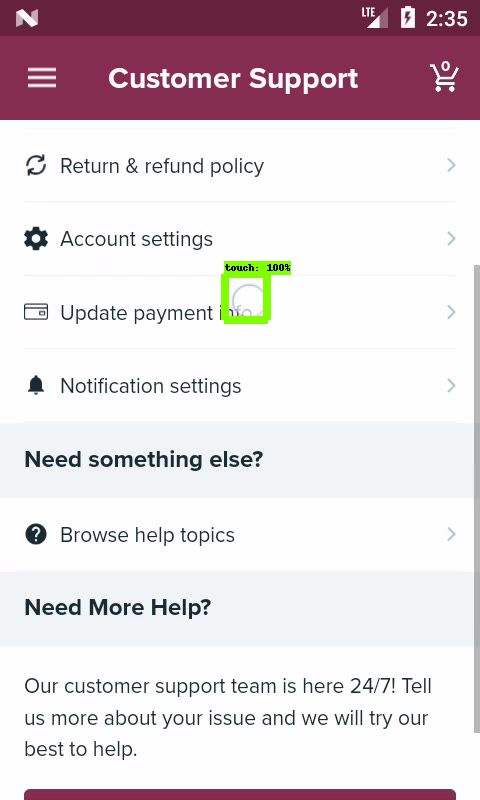 LTE
2:35
Customer Support
0
Return & refund policy
Account settings
touch: 100%
Update payment info
Notification settings
Need something else?
Browse help topics
Need More Help?
Our customer support team is here 24/7! Tell
us more about your issue and we will try our
best to help.